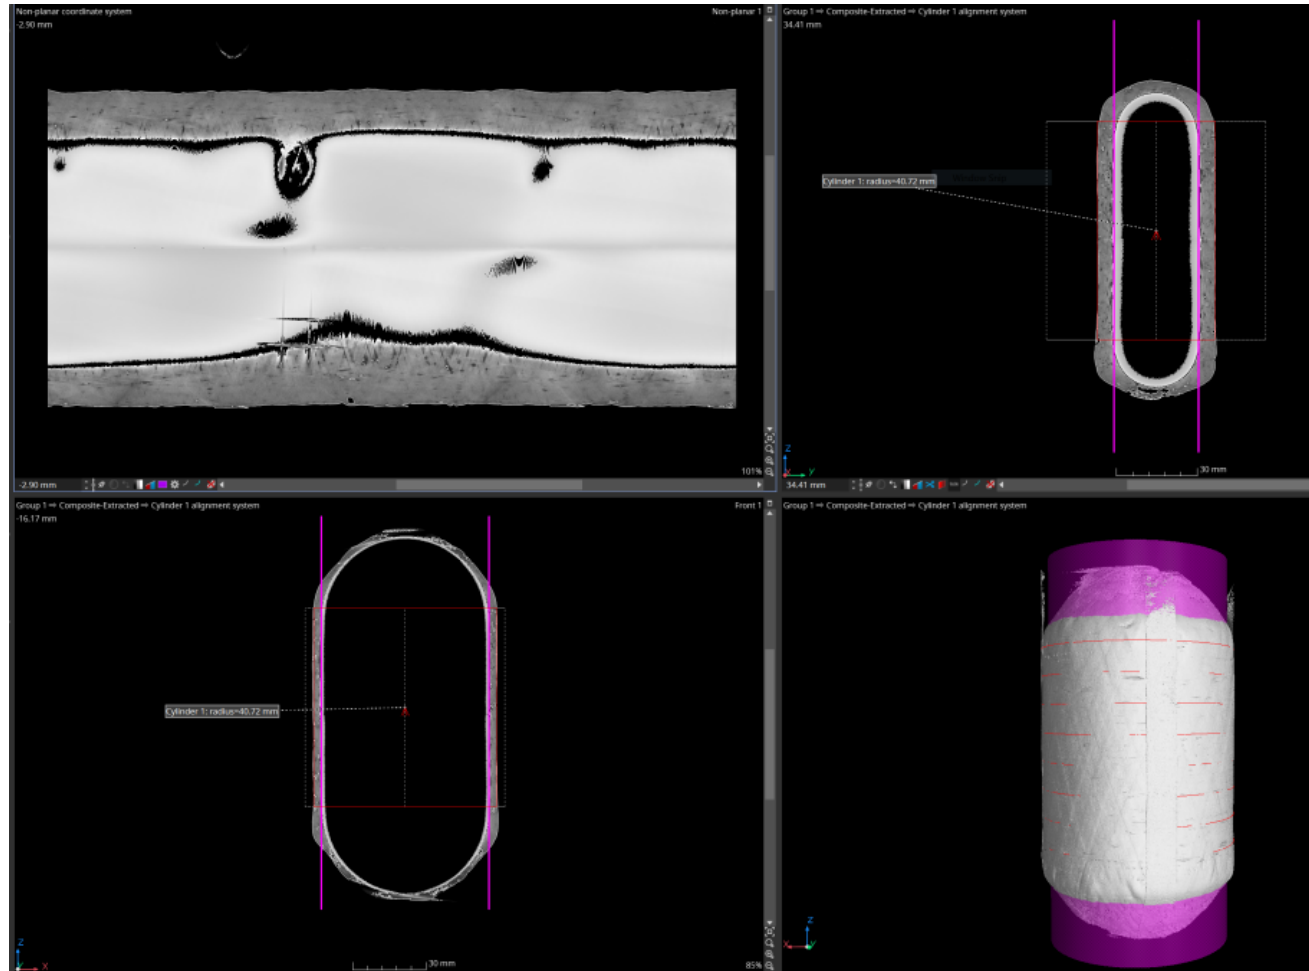 Non-planar coordinate system
Non-planar 1
-2.90 mm
101%
-2.90 mm
Group 1 ⇨ Composite-Extracted ⇨ Cylinder 1 alignment system
34.41 mm
Cylinder 1: radius=40.72 mm
Z
Y
30 mm
34.41 mm
Group 1 ⇨ Composite-Extracted ⇨ Cylinder 1 alignment system
Front 1
-16.17 mm
Cylinder 1: radius=40.72 mm
Z
X
30 mm
85%
Group 1 ⇨ Composite-Extracted ⇨ Cylinder 1 alignment system
Z
X
Y